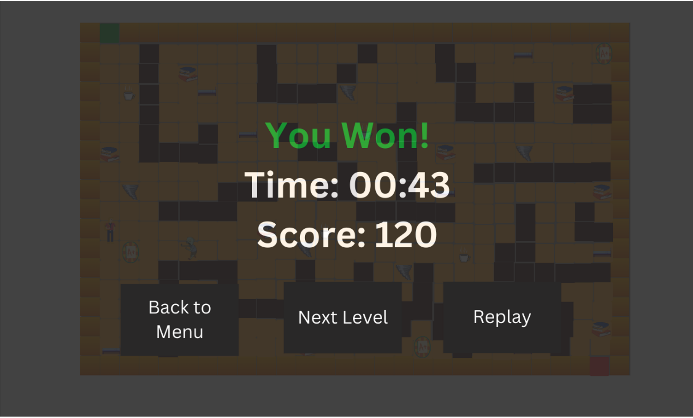 You Won!
Time: 00:43
Score: 120
Back to
Menu
Next Level
Replay